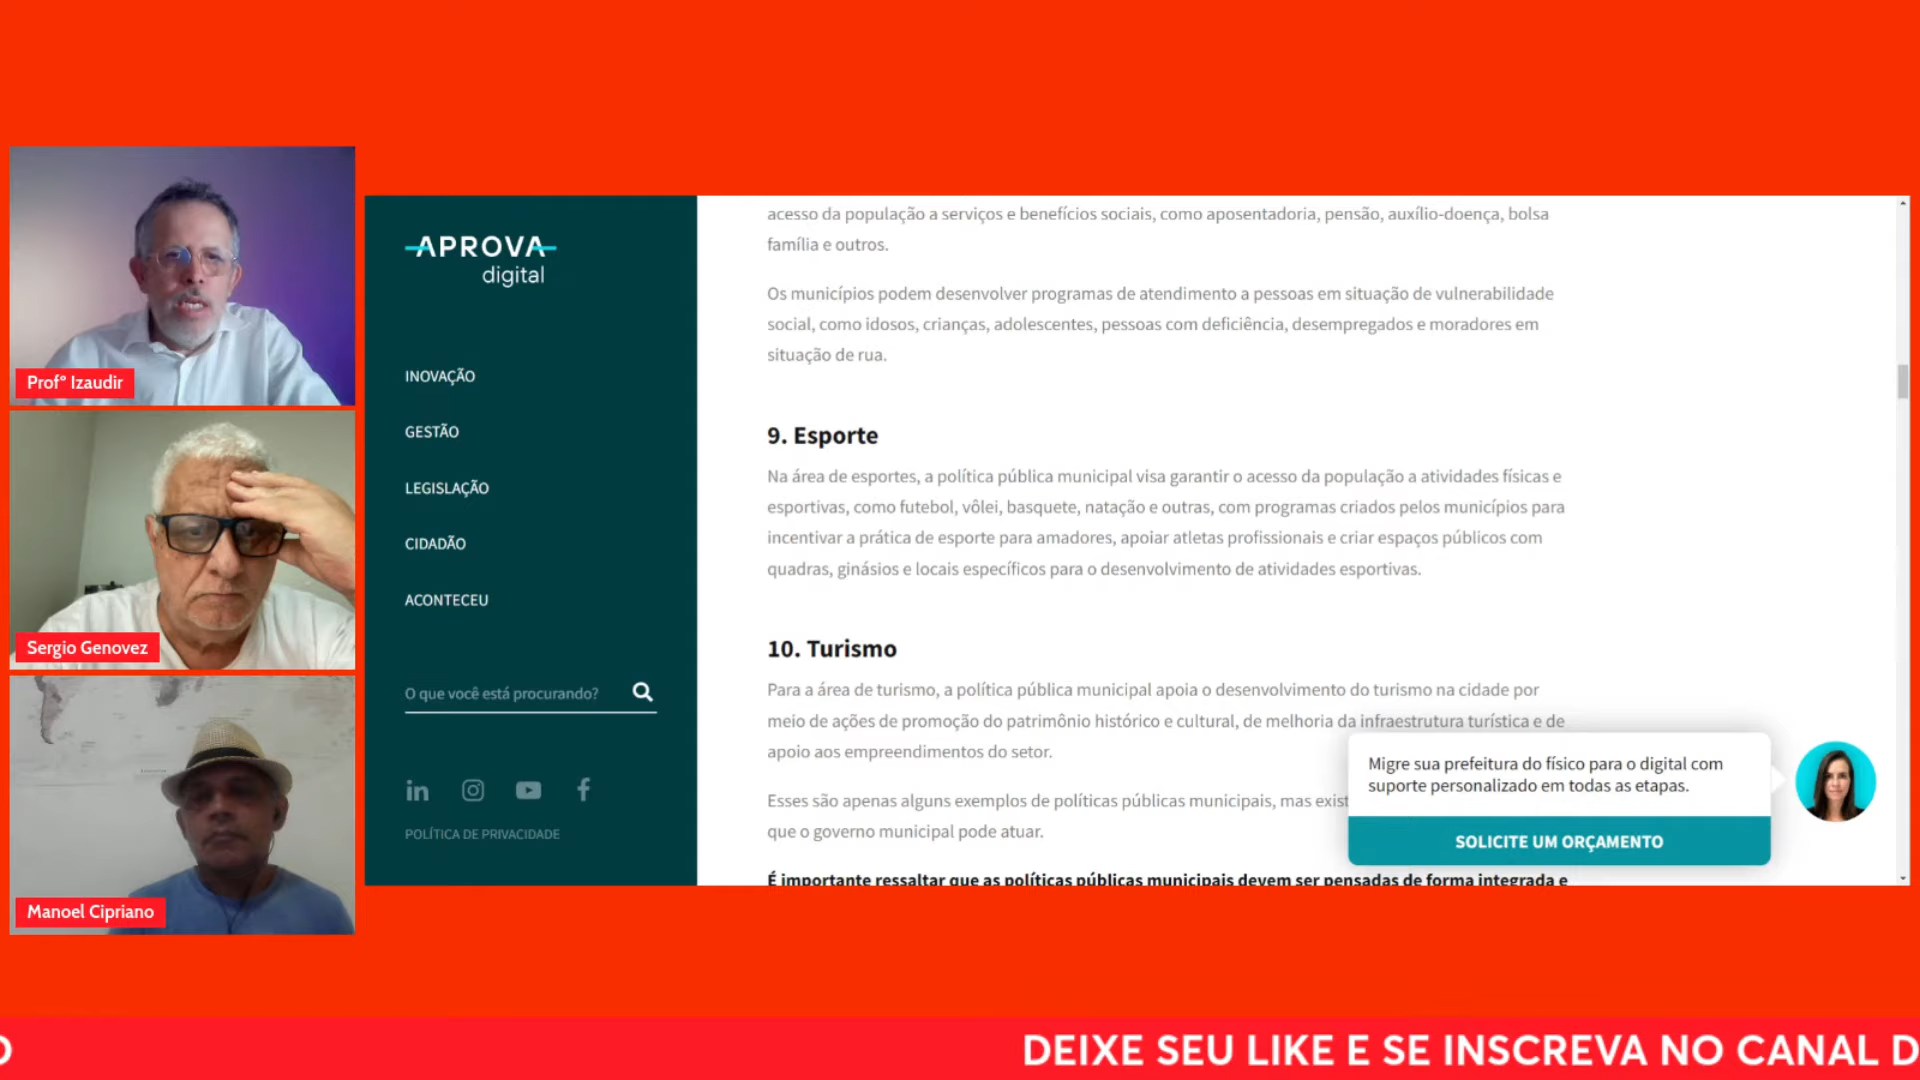 Prof° Izaudir
Sergio Genovez
Manoel Cipriano
APROVA
digital
INOVAÇÃO
GESTÃO
LEGISLAÇÃO
CIDADÃO
ACONTECEU
O que você está procurando?
POLÍTICA DE PRIVACIDADE
acesso da população a serviços e benefícios sociais, como aposentadoria, pensão, auxílio-doença, bolsa
família e outros.
Os municípios podem desenvolver programas de atendimento a pessoas em situação de vulnerabilidade
social, como idosos, crianças, adolescentes, pessoas com deficiência, desempregados e moradores em
situação de rua.
9. Esporte
Na área de esportes, a política pública municipal visa garantir o acesso da população a atividades físicas e
esportivas, como futebol, vôlei, basquete, natação e outras, com programas criados pelos municípios para
incentivar a prática de esporte para amadores, apoiar atletas profissionais e criar espaços públicos com
quadras, ginásios e locais específicos para o desenvolvimento de atividades esportivas.
10. Turismo
Para a área de turismo, a política pública municipal apoia o desenvolvimento do turismo na cidade por
meio de ações de promoção do patrimônio histórico e cultural, de melhoria da infraestrutura turística e de
apoio aos empreendimentos do setor.
Esses são apenas alguns exemplos de políticas públicas municipais, mas exist
que o governo municipal pode atuar.
É importante ressaltar que as políticas públicas municipais devem ser pensadas de forma integrada e
Migre sua prefeitura do físico para o digital com
suporte personalizado em todas as etapas.
SOLICITE UM ORÇAMENTO
O DEIXE SEU LIKE E SE INSCREVA NO CANAL D